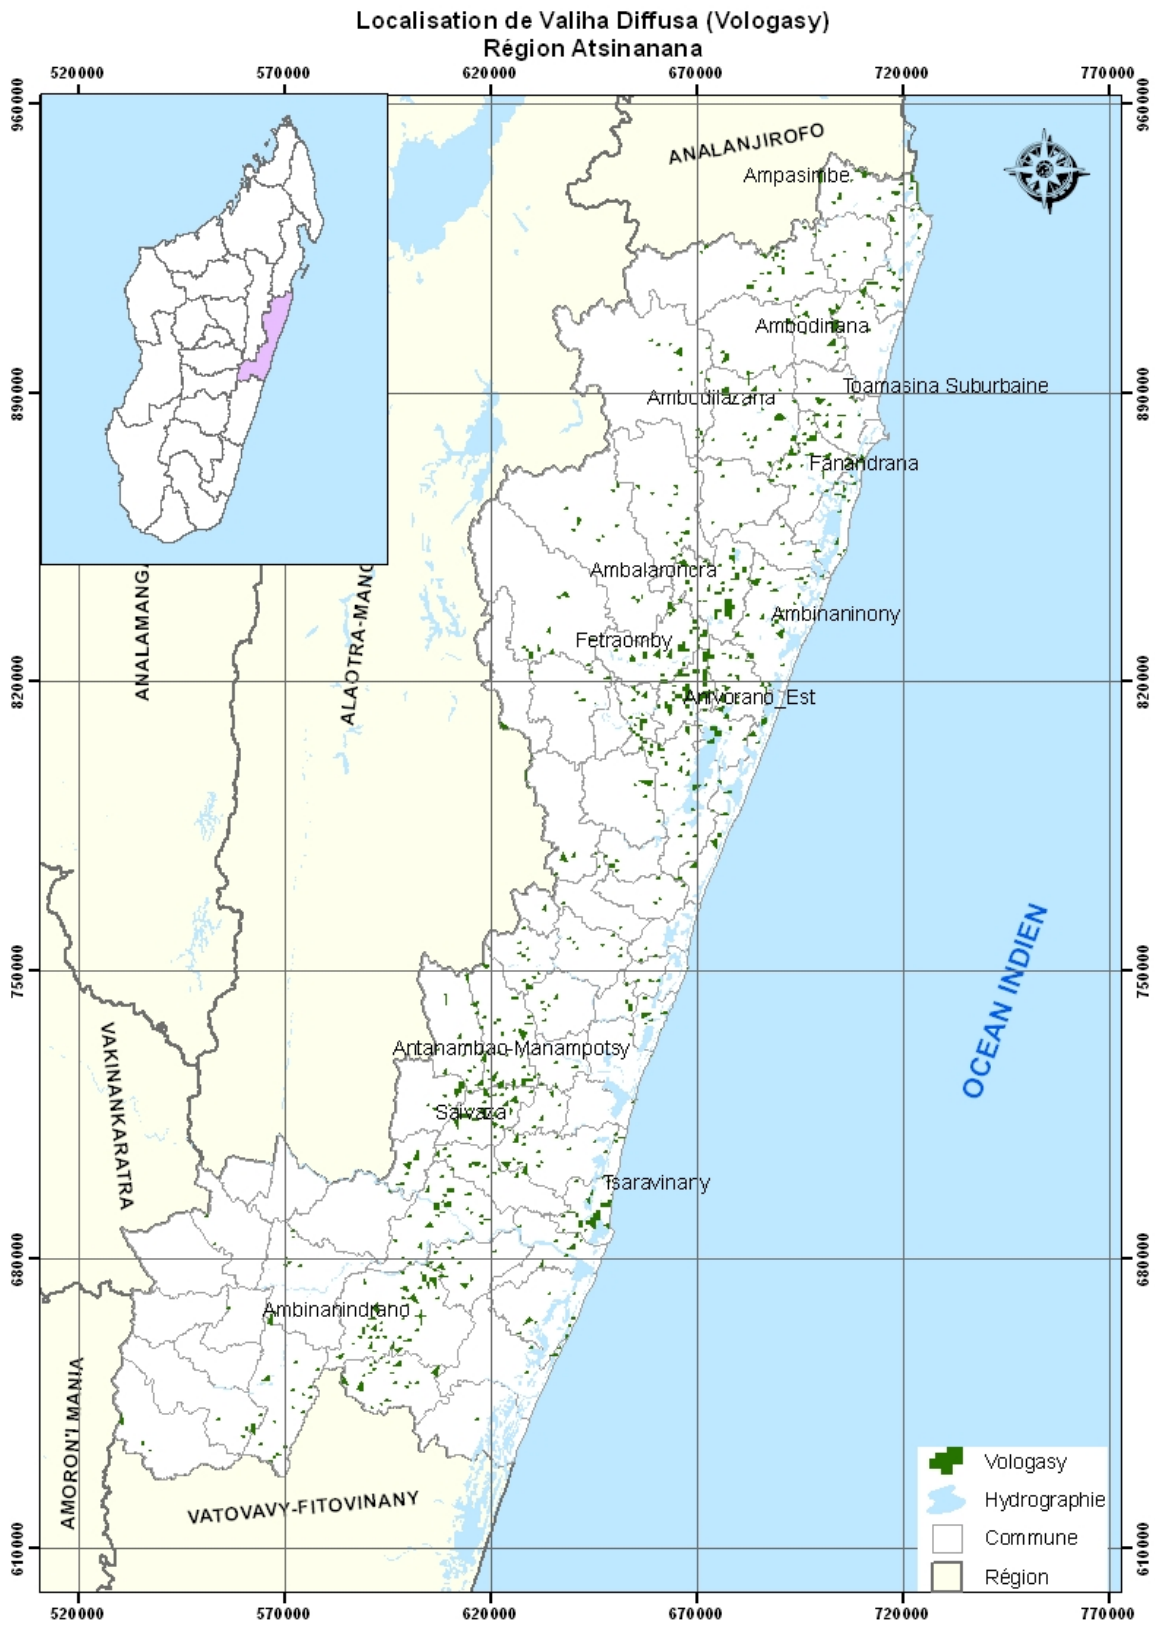 Localisation de Valiha Diffusa (Vologasy)
Région Atsinanana
520000 570000 620000 670000 720000 770000
960000 960000
ANALANJIROFO
Ampasimbe
Ambodinana
Toamasina Suburbaine
890000 890000
Ambodilazana
Fanandrana
Ambalarondra
ANALAMANGA
ALAOTRA-MANG
Ambinaninony
Fetraomby
820000 820000
Anivorano_Est
OCEAN INDIEN
750000 750000
VAKINANKARATRA
Antanambao-Manampotsy
Saivaza
Tsaravinany
680000 680000
Ambinanindrano
AMORON'I MANIA
VATOVAVY-FITOVINANY
Vologasy
Hydrographie
Commune
Région
610000 610000
520000 570000 620000 670000 720000 770000